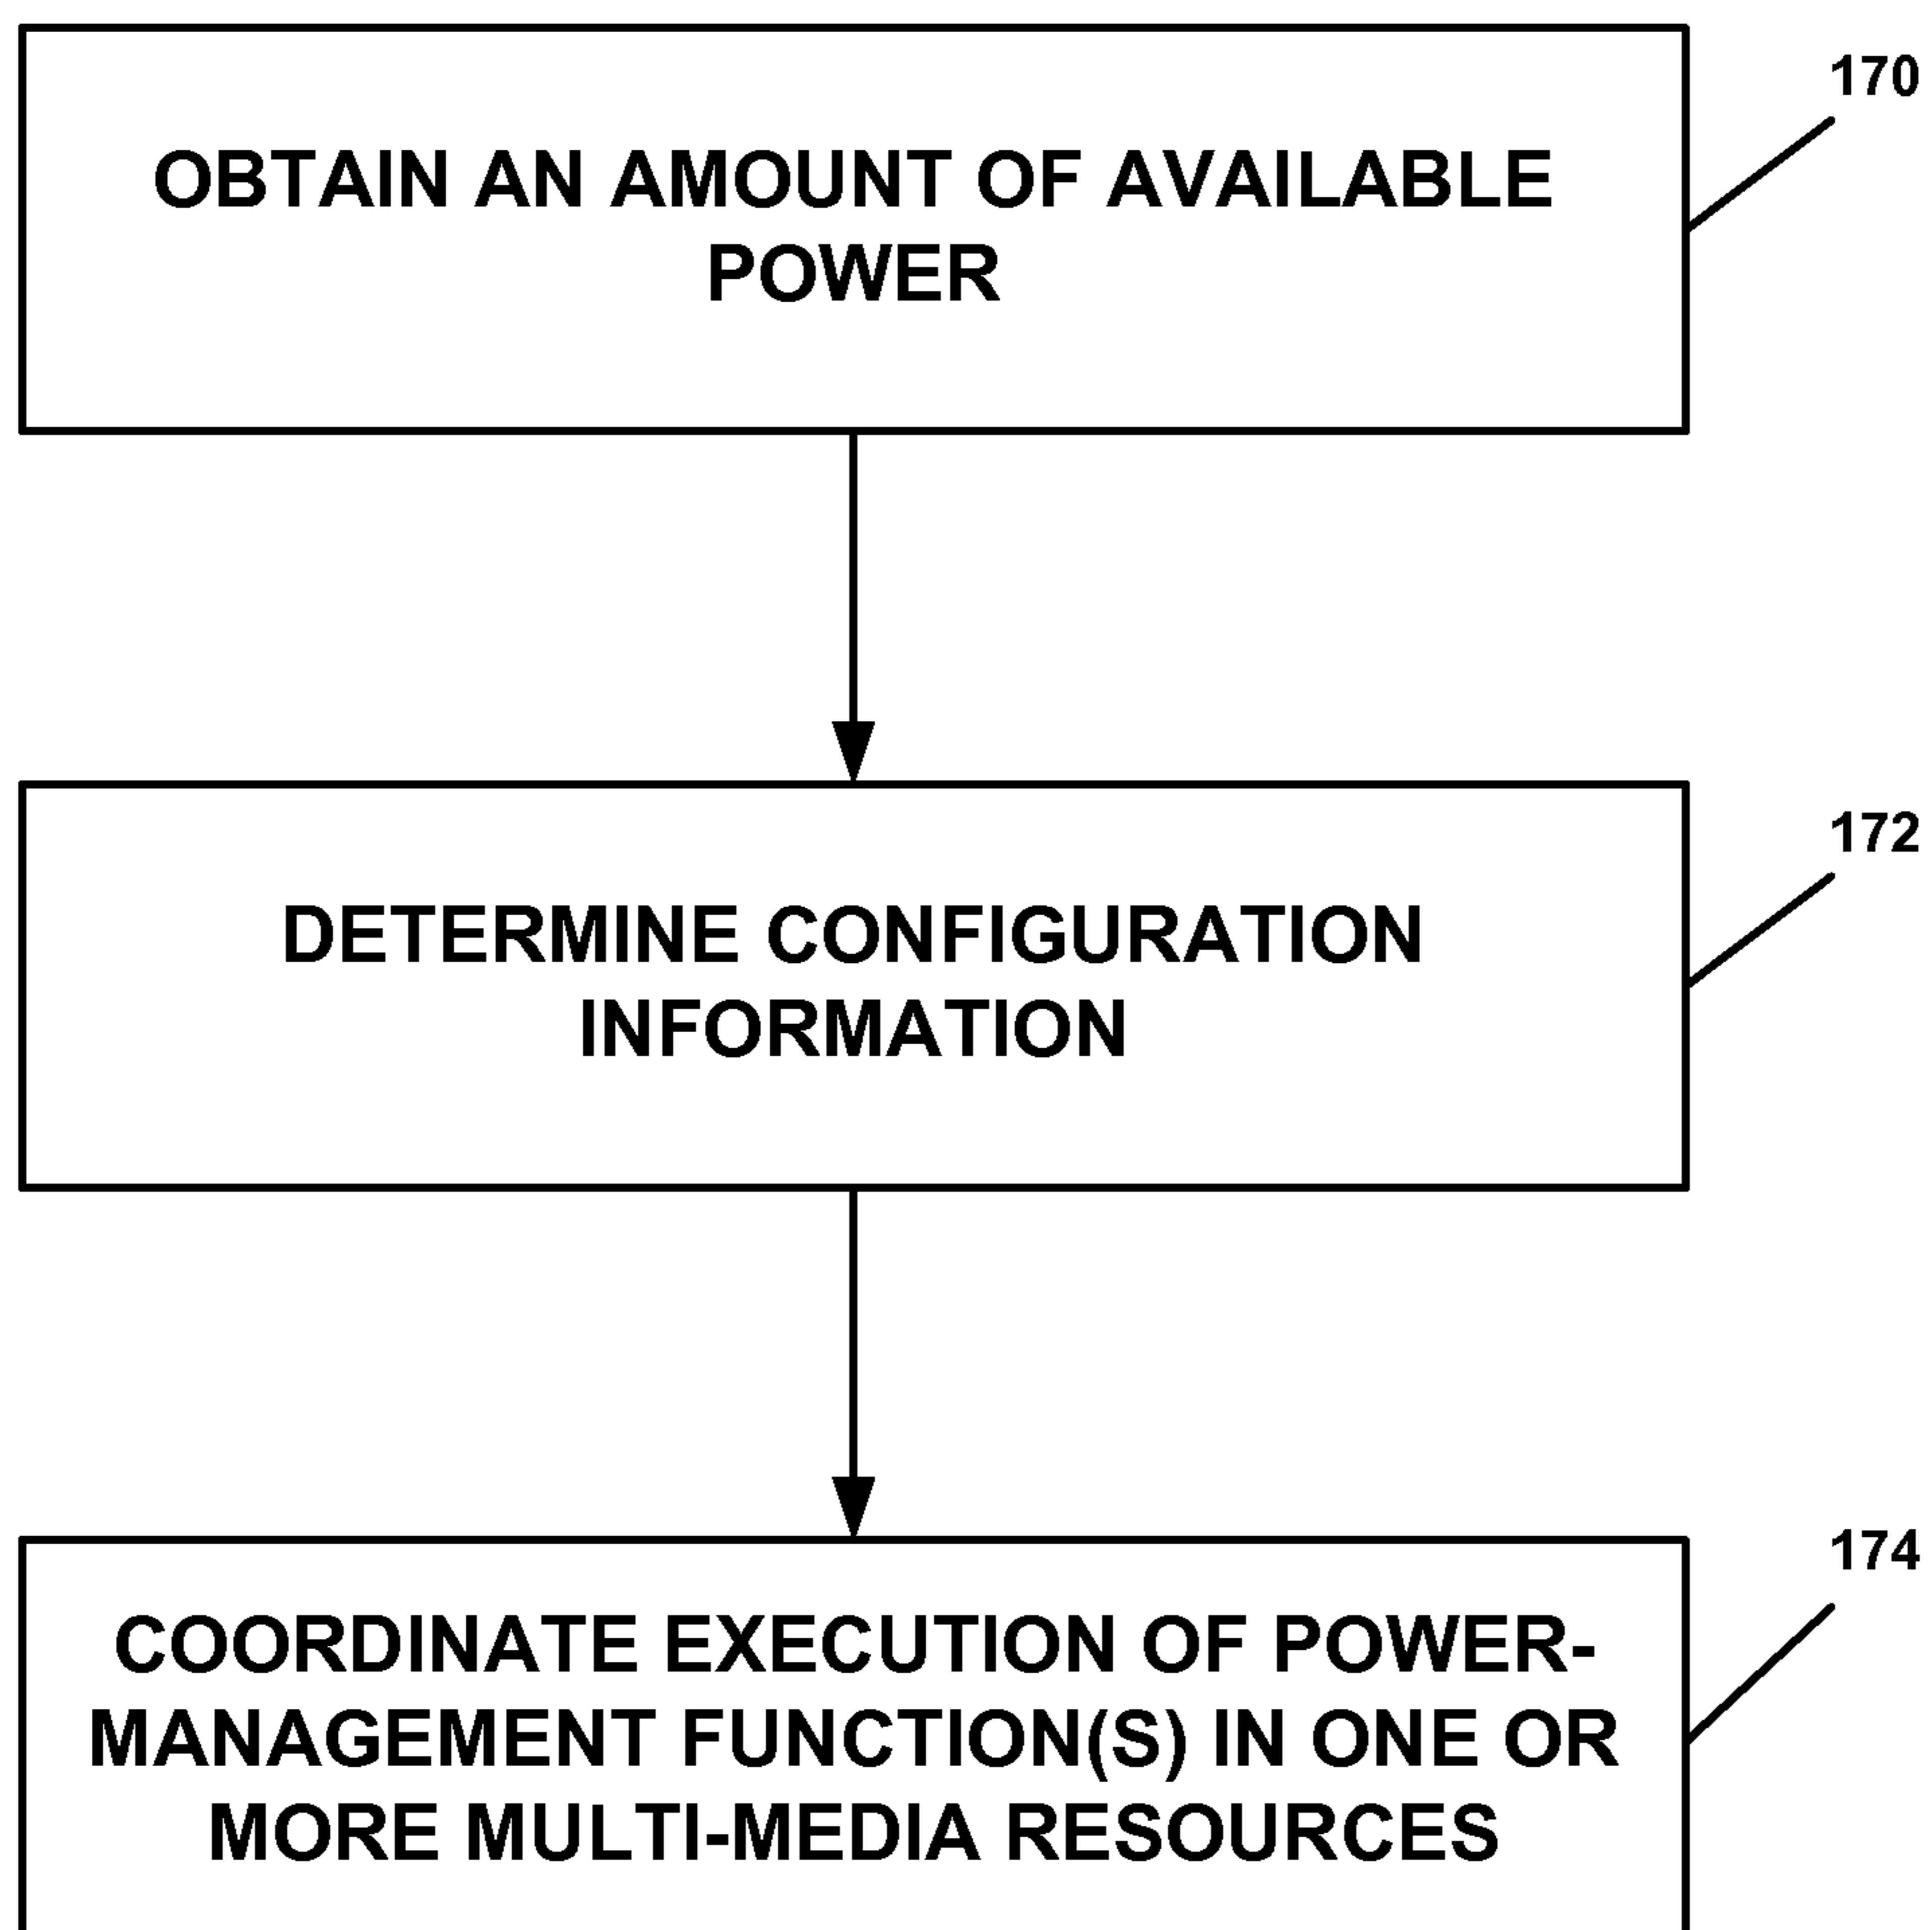 170
OBTAIN AN AMOUNT OF AVAILABLE
POWER
172
DETERMINE CONFIGURATION
INFORMATION
174
COORDINATE EXECUTION OF POWER-
MANAGEMENT FUNCTION(S) IN ONE OR
MORE MULTI-MEDIA RESOURCES